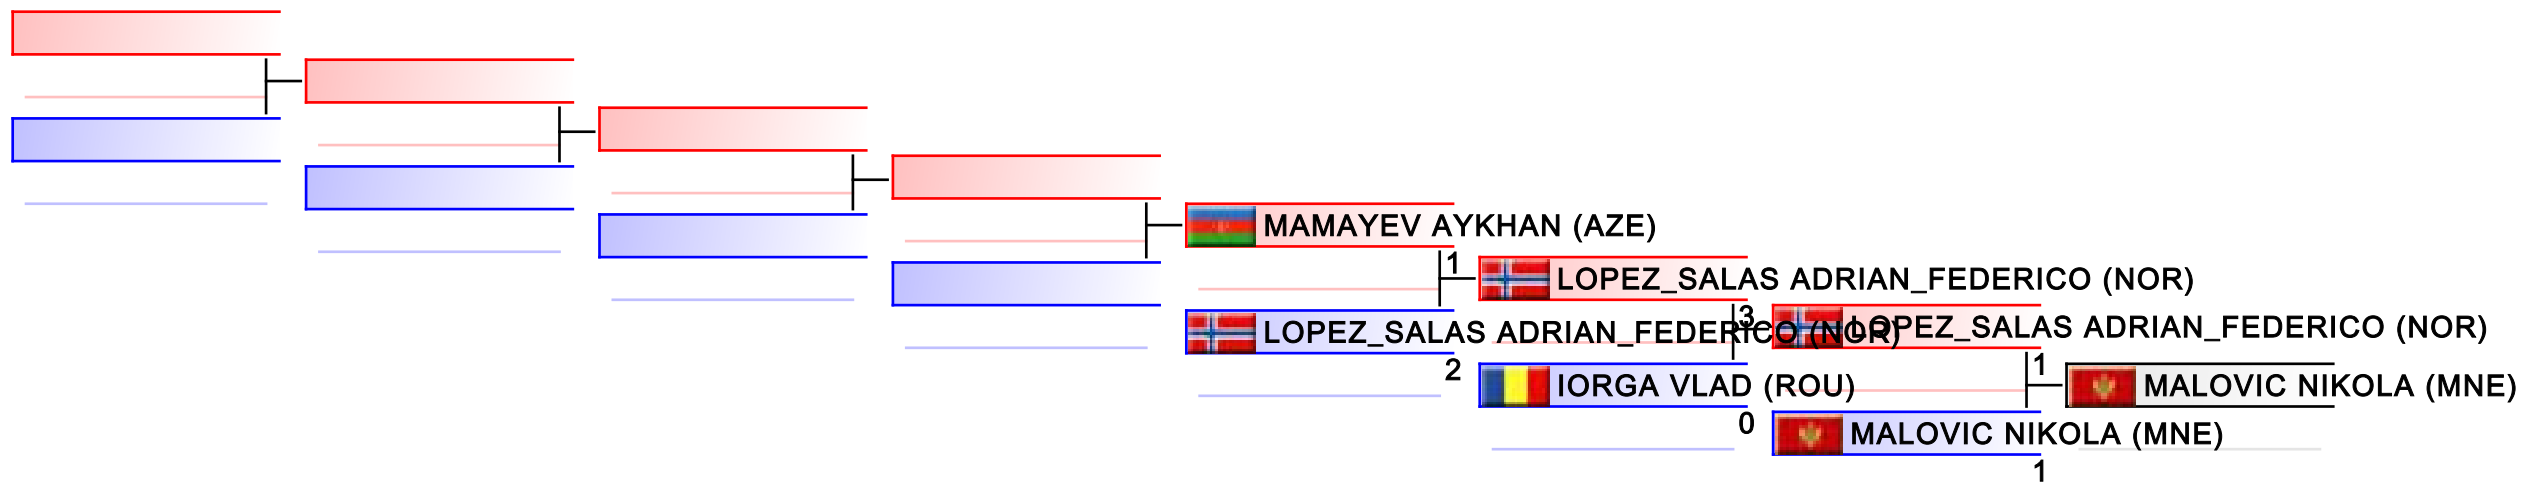 MAMAYEV AYKHAN (AZE)
1
LOPEZ_SALAS ADRIAN_FEDERICO (NOR)
2
LOPEZ_SALAS ADRIAN_FEDERICO (NOR)
3
IORGA VLAD (ROU)
0
LOPEZ_SALAS ADRIAN_FEDERICO (NOR)
1
MALOVIC NIKOLA (MNE)
1
MALOVIC NIKOLA (MNE)